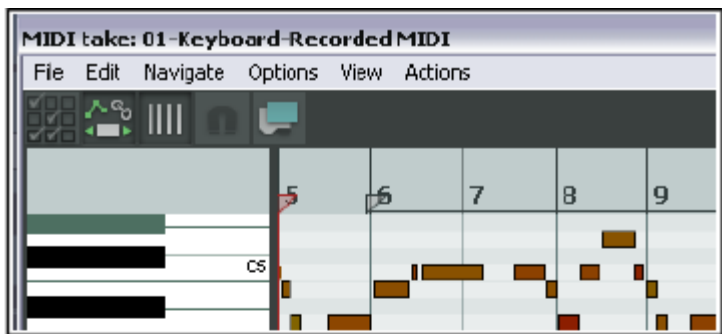 MIDI take: 01-Keyboard-Recorded MIDI
File Edit Navigate Options View Actions
5 6 7 8 9
C5